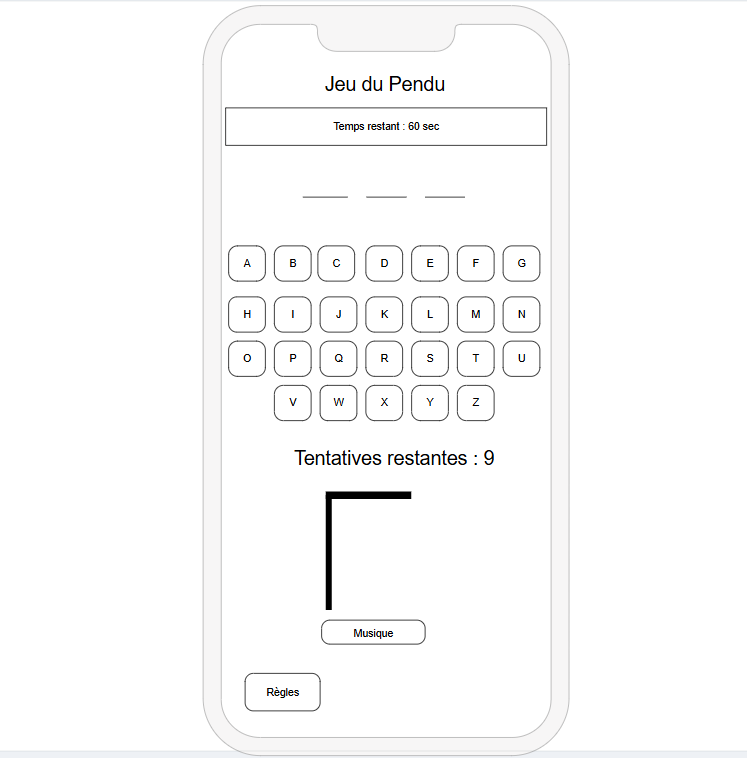 Jeu du Pendu
Temps restant : 60 sec
A B C D E F G
H I J K L M N
O P Q R S T U
V W X Y Z
Tentatives restantes : 9
Musique
Règles